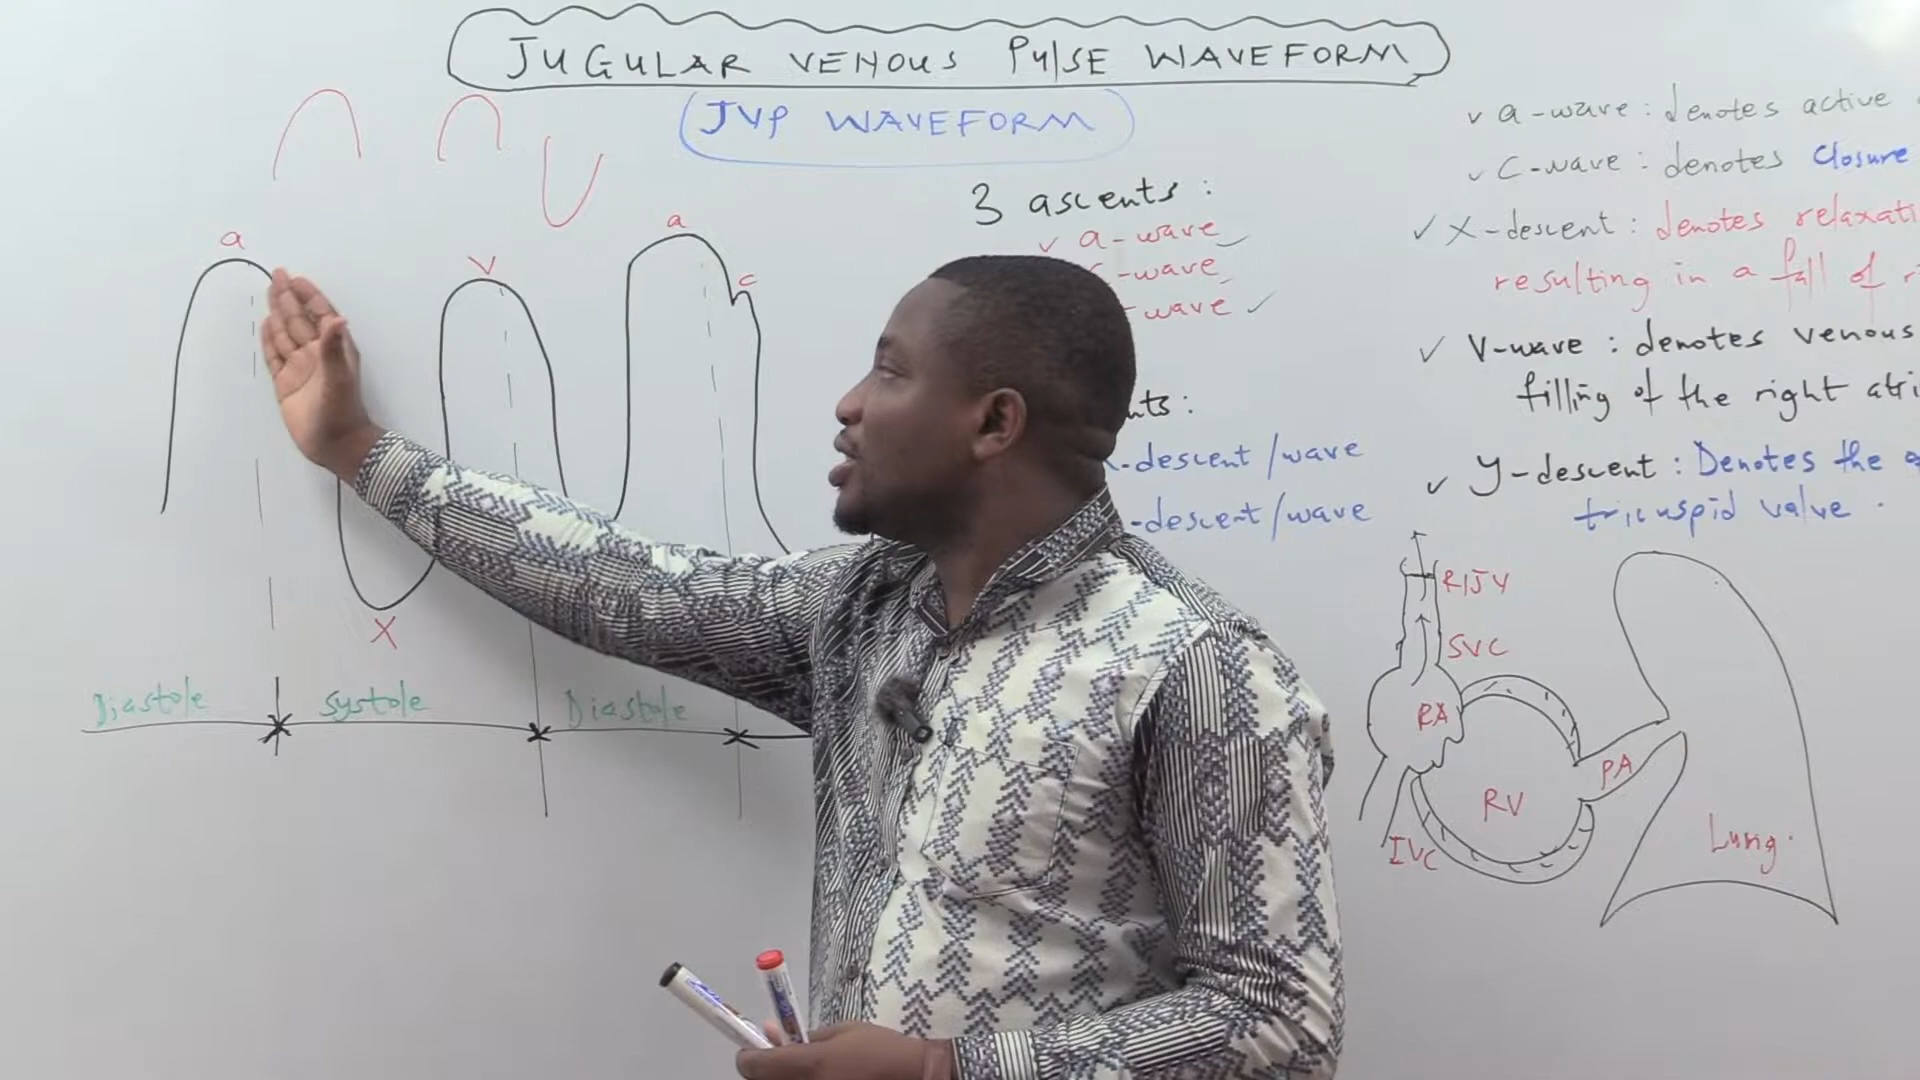 JUGULAR VENOUS PulSE WAVEFORM
JVP WAVEFORM
3 ascents :
✓ a-wave
-wave
-wave ✓
nts :
-descent /wave
-descent /wave
✓ a-wave : denotes active
✓ C-wave : denotes Closure
✓ X-descent : denotes relaxati
resulting in a fall of r
✓ V-wave : denotes venous
filling of the right atri
✓ Y-descent : Denotes the
tricuspid valve .
a
V
a
c
X
Diastole
Systole
Diastole
RIJV
SVC
RA
RV
PA
IVC
Lung.